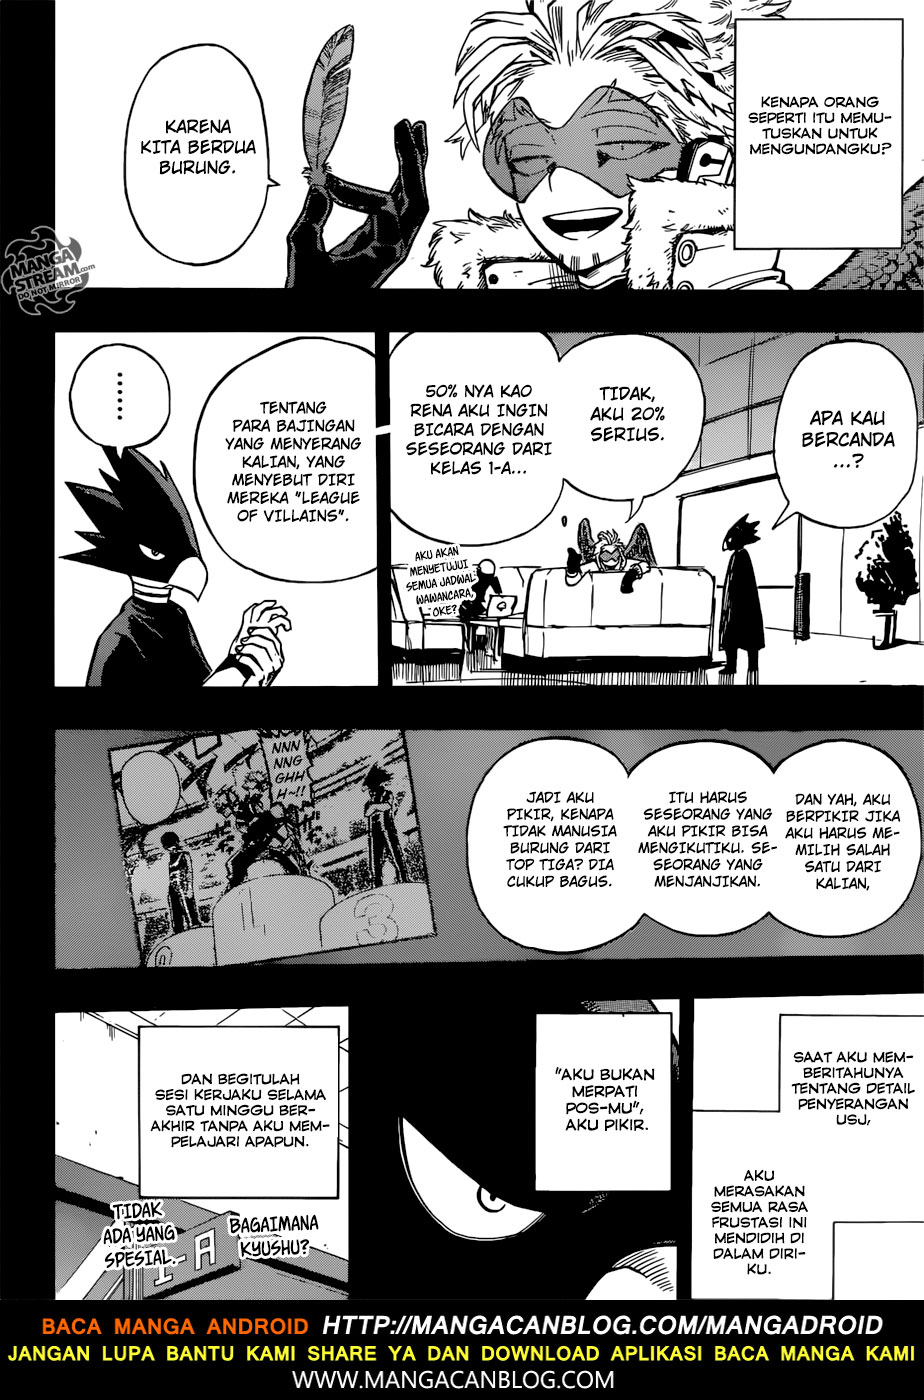 KENAPA ORANG
SEPERTI ITU MEMU-
TUSKAN UNTUK
MENGUNDANGKU?
KARENA
KITA BERDUA
BURUNG.
MANGA
STREAM.com
DO NOT MIRROR
APA KAU
BERCANDA
...?
TIDAK,
AKU 20%
SERIUS.
50% NYA KAO
RENA AKU INGIN
BICARA DENGAN
SESEORANG DARI
KELAS 1-A...
AKU AKAN
MENYETUJUI
SEMUA JADWAL
WAWANCARA,
OKE?
TENTANG
PARA BAJINGAN
YANG MENYERANG
KALIAN, YANG
MENYEBUT DIRI
MEREKA "LEAGUE
OF VILLAINS".
......
DAN YAH, AKU
BERPIKIR JIKA
AKU HARUS ME-
MILIH SALAH
SATU DARI
KALIAN,
ITU HARUS
SESEORANG YANG
AKU PIKIR BISA
MENGIKUTIKU. SE-
SEORANG YANG
MENJANJIKAN.
JADI AKU
PIKIR, KENAPA
TIDAK MANUSIA
BURUNG DARI
TOP TIGA? DIA
CUKUP BAGUS.
NNN
NNG
GHH
H~!!
1
3
SAAT AKU MEM-
BERITAHUNYA
TENTANG DETAIL
PENYERANGAN
USJ,
AKU
MERASAKAN
SEMUA RASA
FRUSTASI INI
MENDIDIH DI
DALAM DIRI-
KU.
"AKU BUKAN
MERPATI
POS-MU",
AKU PIKIR.
DAN BEGITULAH
SESI KERJAKU SELAMA
SATU MINGGU BER-
AKHIR TANPA AKU MEM-
PELAJARI APAPUN.
BAGAIMANA
KYUSHU?
TIDAK
ADA YANG
SPESIAL.
1-A
BACA MANGA ANDROID HTTP://MANGACANBLOG.COM/MANGADROID
JANGAN LUPA BANTU KAMI SHARE YA DAN DOWNLOAD APLIKASI BACA MANGA KAMI
WWW.MANGACANBLOG.COM